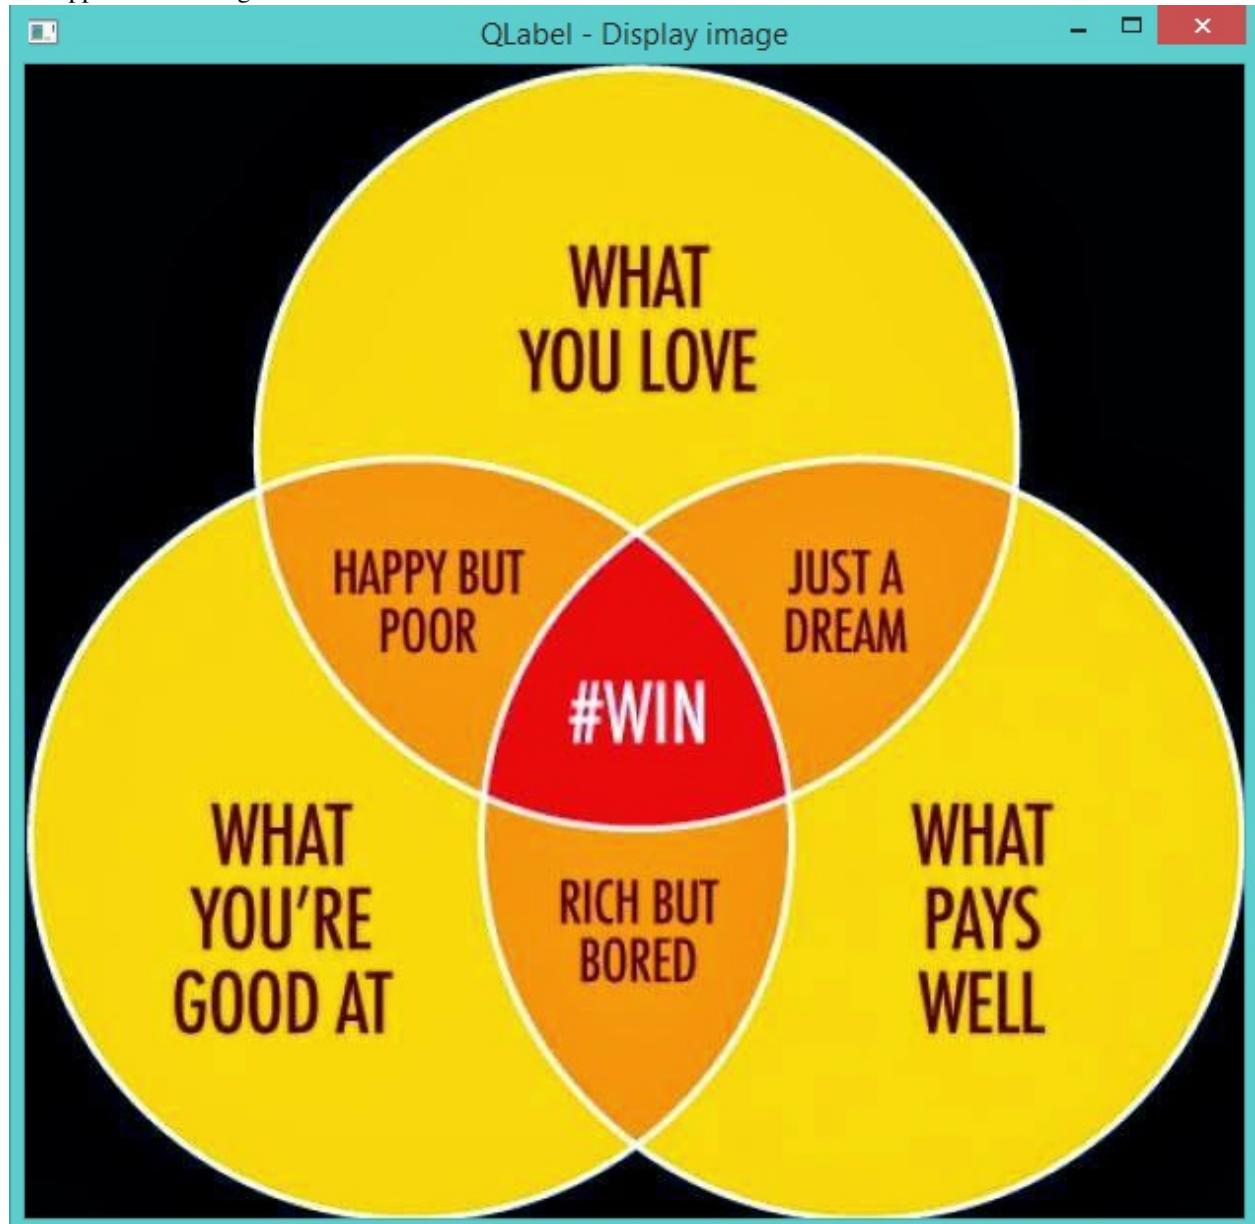 QLabel - Display image
WHAT
YOU LOVE
HAPPY BUT
POOR
JUST A
DREAM
#WIN
WHAT
YOU'RE
GOOD AT
RICH BUT
BORED
WHAT
PAYS
WELL